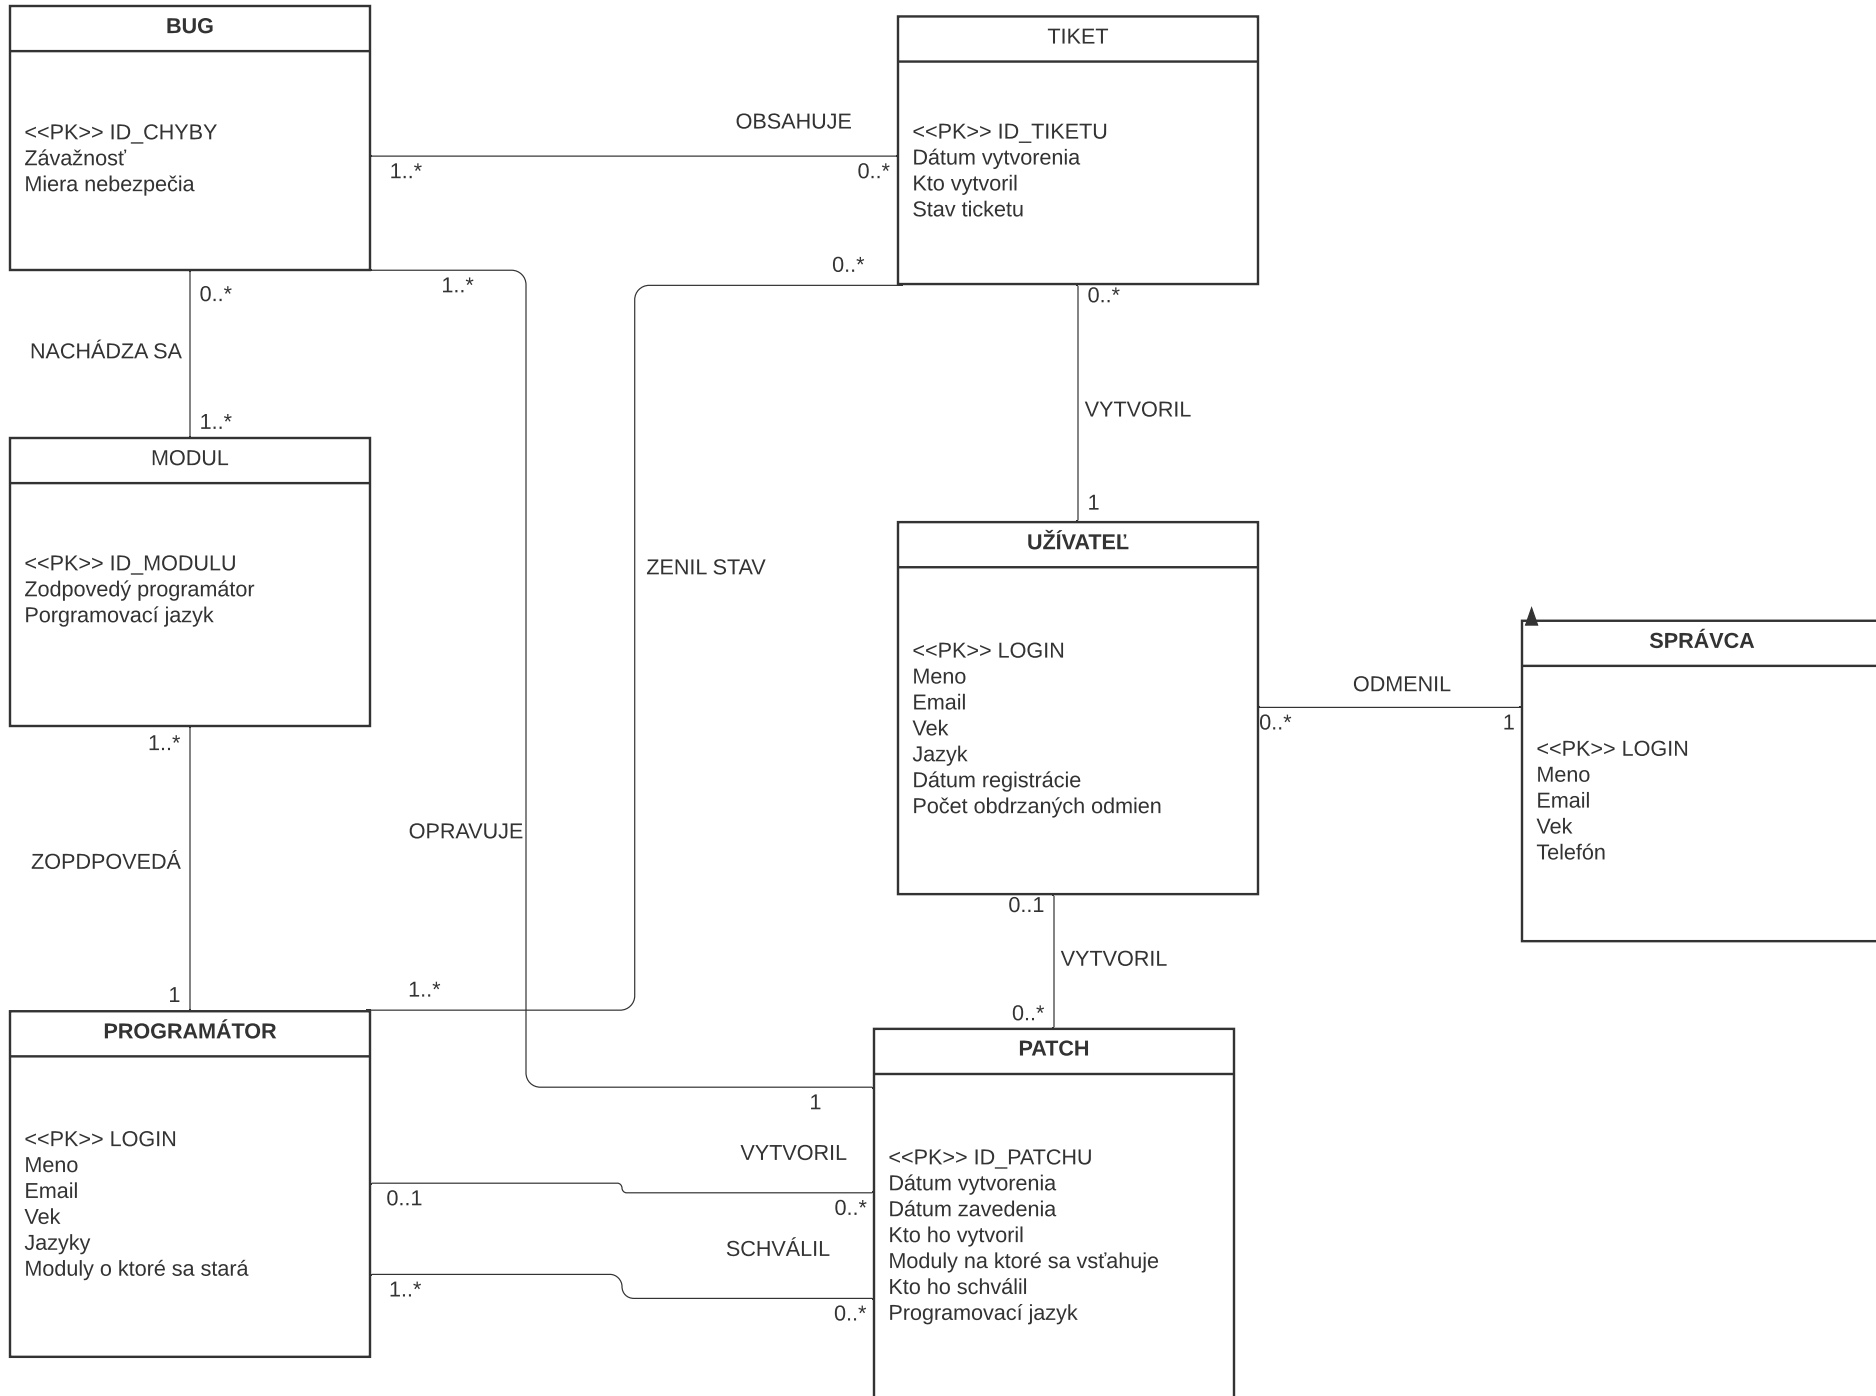 BUG
<<PK>> ID_CHYBY
Závažnosť
Miera nebezpečia
TIKET
<<PK>> ID_TIKETU
Dátum vytvorenia
Kto vytvoril
Stav ticketu
OBSAHUJE
1..*
0..*
0..*
1..*
0..*
0..*
NACHÁDZA SA
1..*
VYTVORIL
1
MODUL
<<PK>> ID_MODULU
Zodpovedý programátor
Porgramovací jazyk
ZENIL STAV
UŽÍVATEĽ
<<PK>> LOGIN
Meno
Email
Vek
Jazyk
Dátum registrácie
Počet obdrzaných odmien
ODMENIL
0..*
1
SPRÁVCA
<<PK>> LOGIN
Meno
Email
Vek
Telefón
1..*
OPRAVUJE
ZOPDPOVEDÁ
1
1..*
0..1
VYTVORIL
0..*
PROGRAMÁTOR
<<PK>> LOGIN
Meno
Email
Vek
Jazyky
Moduly o ktoré sa stará
1
VYTVORIL
0..1
0..*
SCHVÁLIL
1..*
0..*
PATCH
<<PK>> ID_PATCHU
Dátum vytvorenia
Dátum zavedenia
Kto ho vytvoril
Moduly na ktoré sa vsťahuje
Kto ho schválil
Programovací jazyk